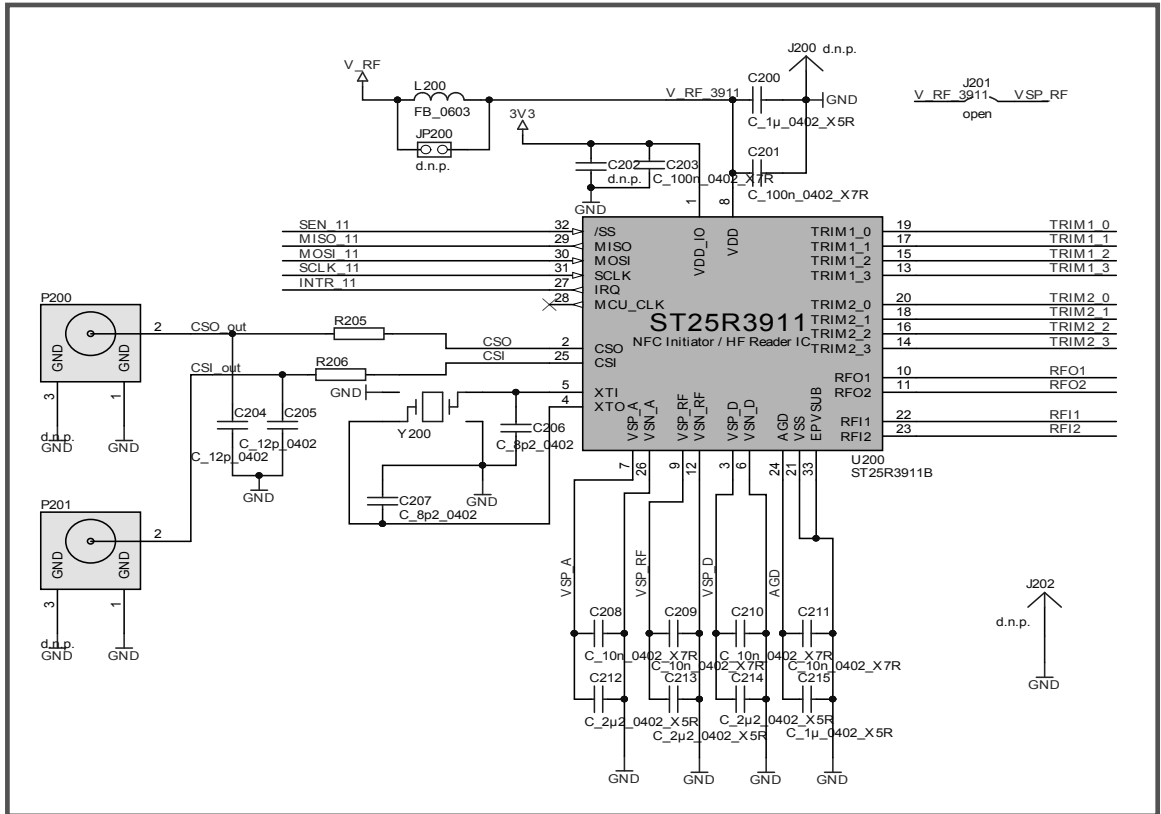 J200 d.n.p.
V_RF
L200
FB_0603
JP200
d.n.p.
V_RF_3911
C200
GND
C_1µ_0402_X5R
J201
V_RF_3911 VSP_RF
open
3V3
C202
d.n.p.
C203
C_100n_0402_X7R
C201
C_100n_0402_X7R
GND
1
8
VDD_IO
VDD
SEN_11 32 /SS
MISO_11 29 MISO
MOSI_11 30 MOSI
SCLK_11 31 SCLK
INTR_11 27 IRQ
28 MCU_CLK
TRIM1_0 19 TRIM1_0
TRIM1_1 17 TRIM1_1
TRIM1_2 15 TRIM1_2
TRIM1_3 13 TRIM1_3
TRIM2_0 20 TRIM2_0
TRIM2_1 18 TRIM2_1
TRIM2_2 16 TRIM2_2
TRIM2_3 14 TRIM2_3
RFO1 10 RFO1
RFO2 11 RFO2
RFI1 22 RFI1
RFI2 23 RFI2
ST25R3911
NFC Initiator / HF Reader IC
U200
ST25R3911B
P200
GND
GND
2
3
1
d.n.p.
GND
GND
CSO_out
R205
CSO 2 CSO
CSI_out
R206
CSI 25 CSI
GND
5 XTI
4 XTO
Y200
C204
C_12p_0402
C205
C_12p_0402
GND
C206
C_8p2_0402
GND
C207
C_8p2_0402
P201
GND
GND
2
3
1
d.n.p.
GND
GND
VSP_A
VSN_A
VSP_RF
VSN_RF
VSP_D
VSN_D
AGD
VSS
EPVSUB
7
26
9
12
3
6
24
21
33
VSP_A
VSP_RF
VSP_D
AGD
C208
C_10n_0402_X7R
C209
C_10n_0402_X7R
C210
C_10n_0402_X7R
C211
C_10n_0402_X7R
C212
C_2µ2_0402_X5R
C213
C_2µ2_0402_X5R
C214
C_2µ2_0402_X5R
C215
C_1µ_0402_X5R
GND
GND
GND
GND
J202
d.n.p.
GND